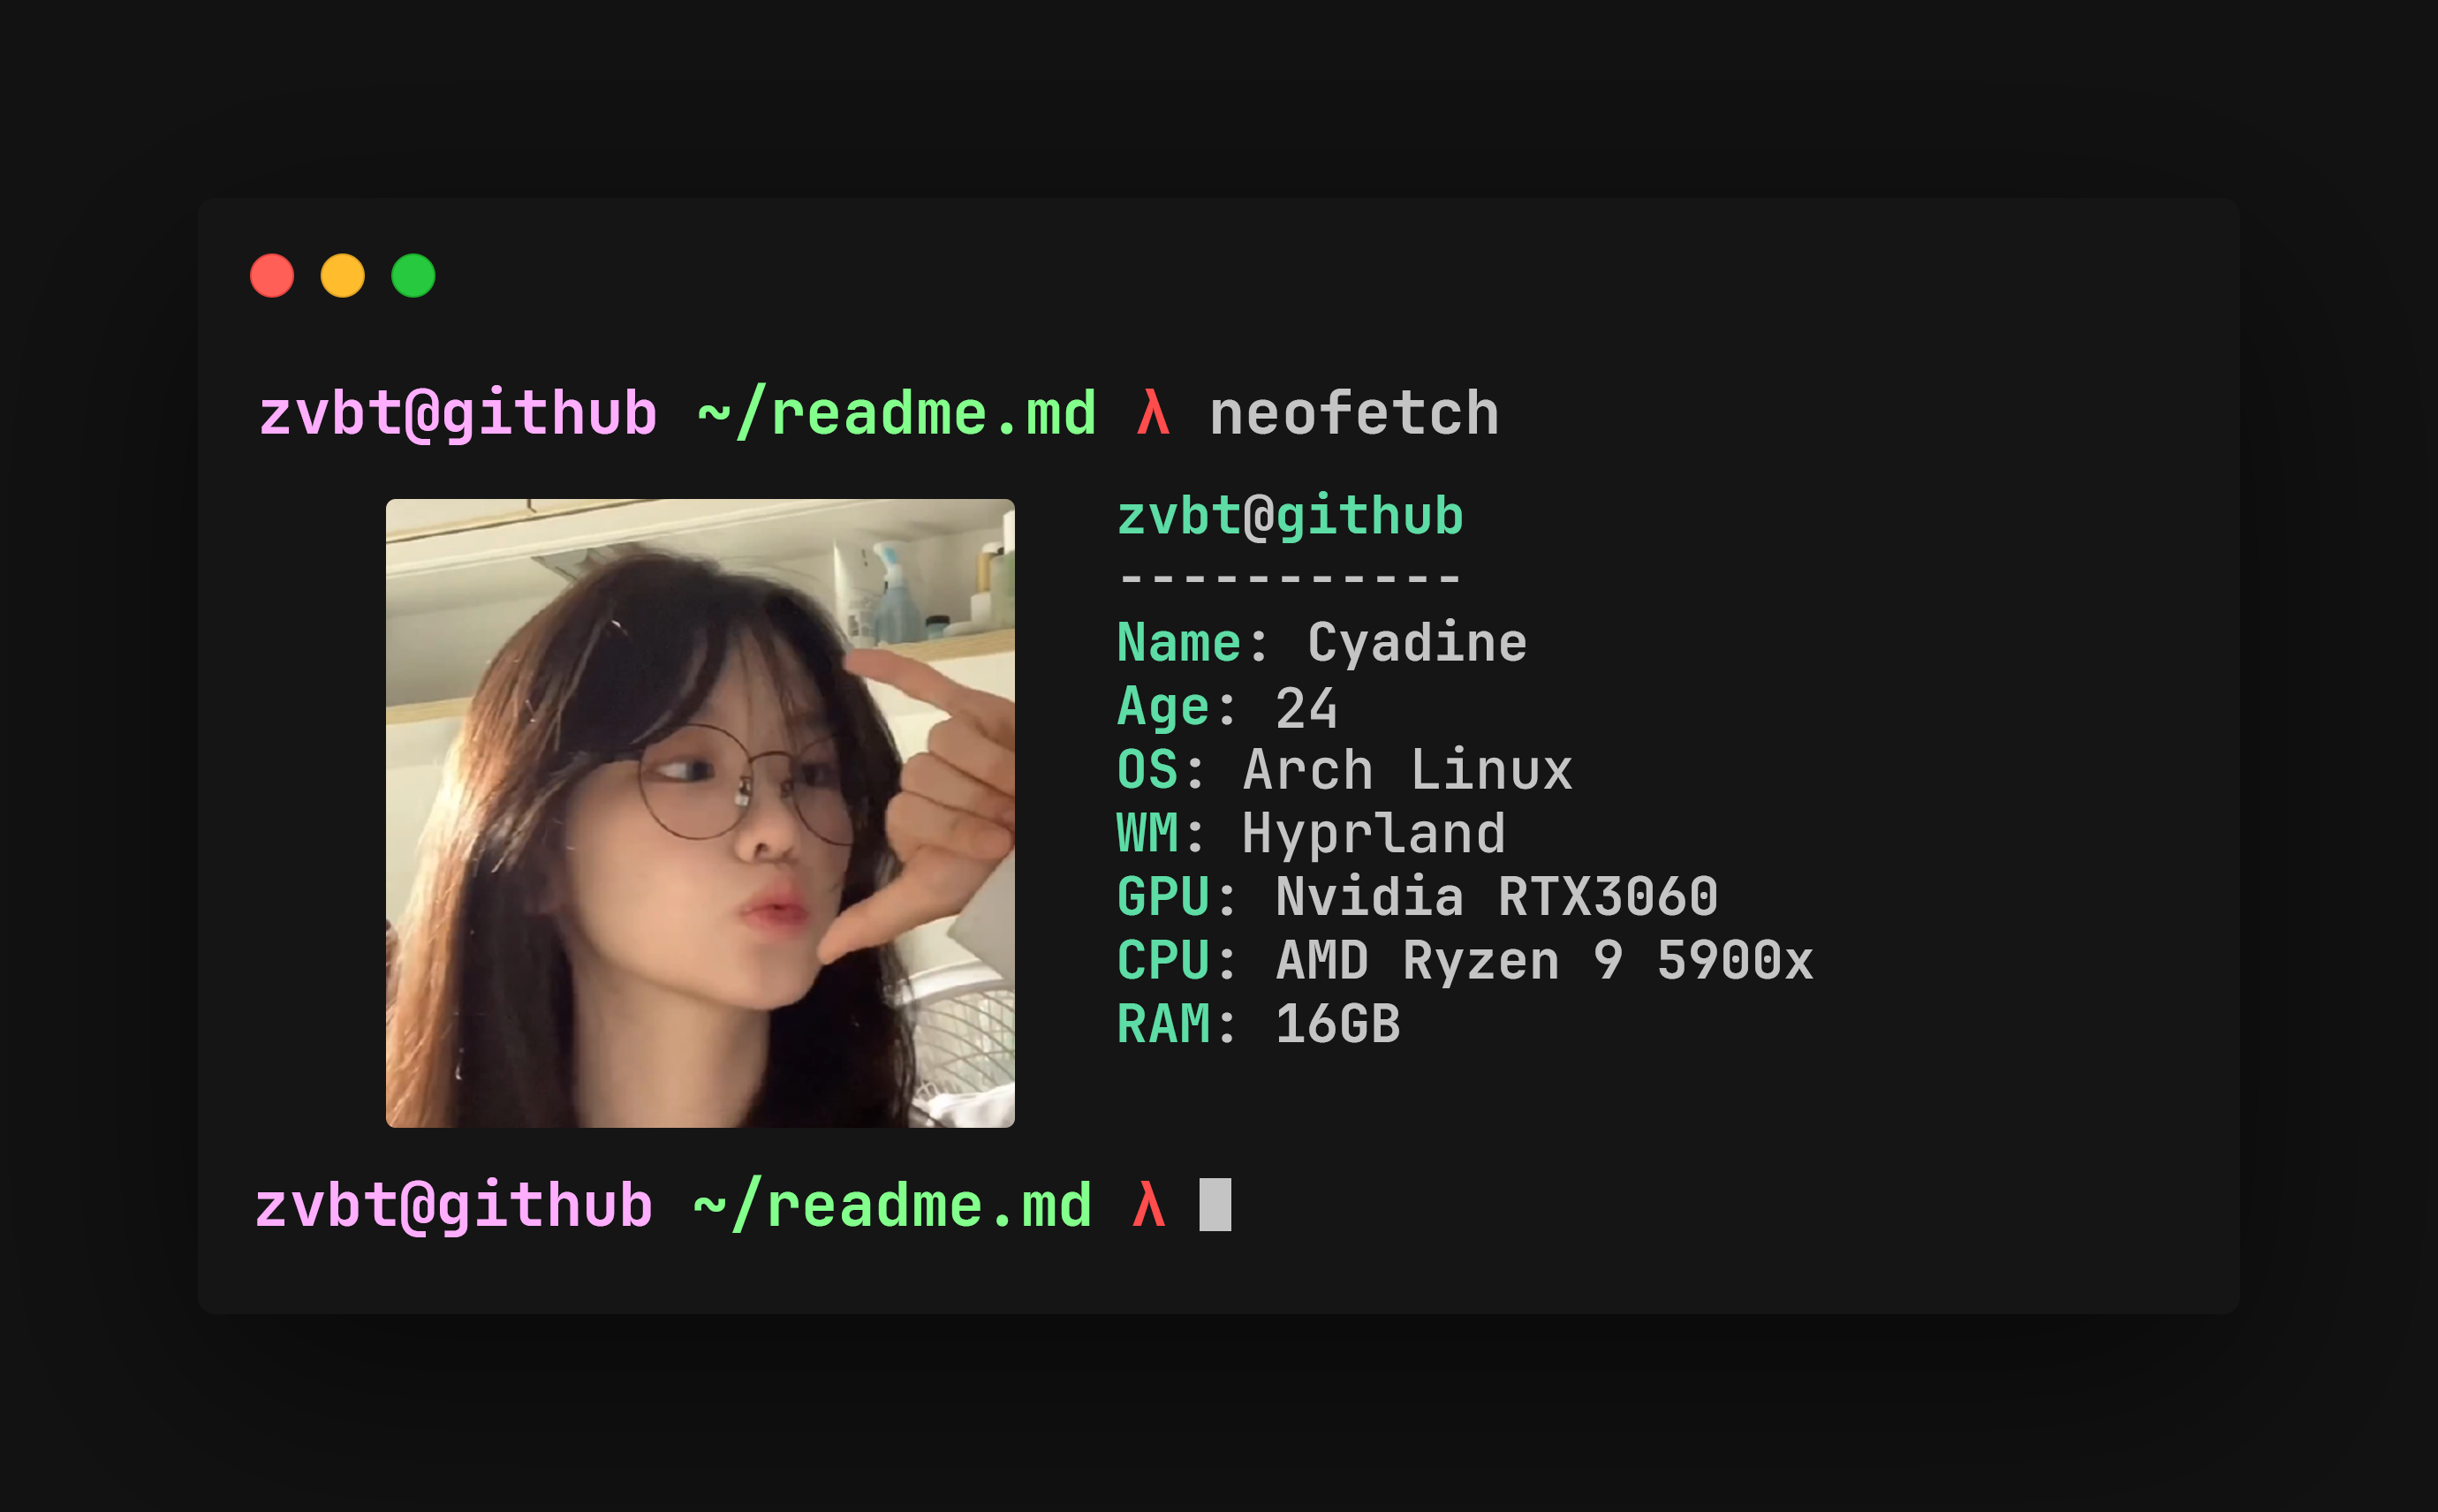 zvbt@github ~/readme.md λ neofetch
zvbt@github
-----------
Name: Cyadine
Age: 24
OS: Arch Linux
WM: Hyprland
GPU: Nvidia RTX3060
CPU: AMD Ryzen 9 5900x
RAM: 16GB
zvbt@github ~/readme.md λ